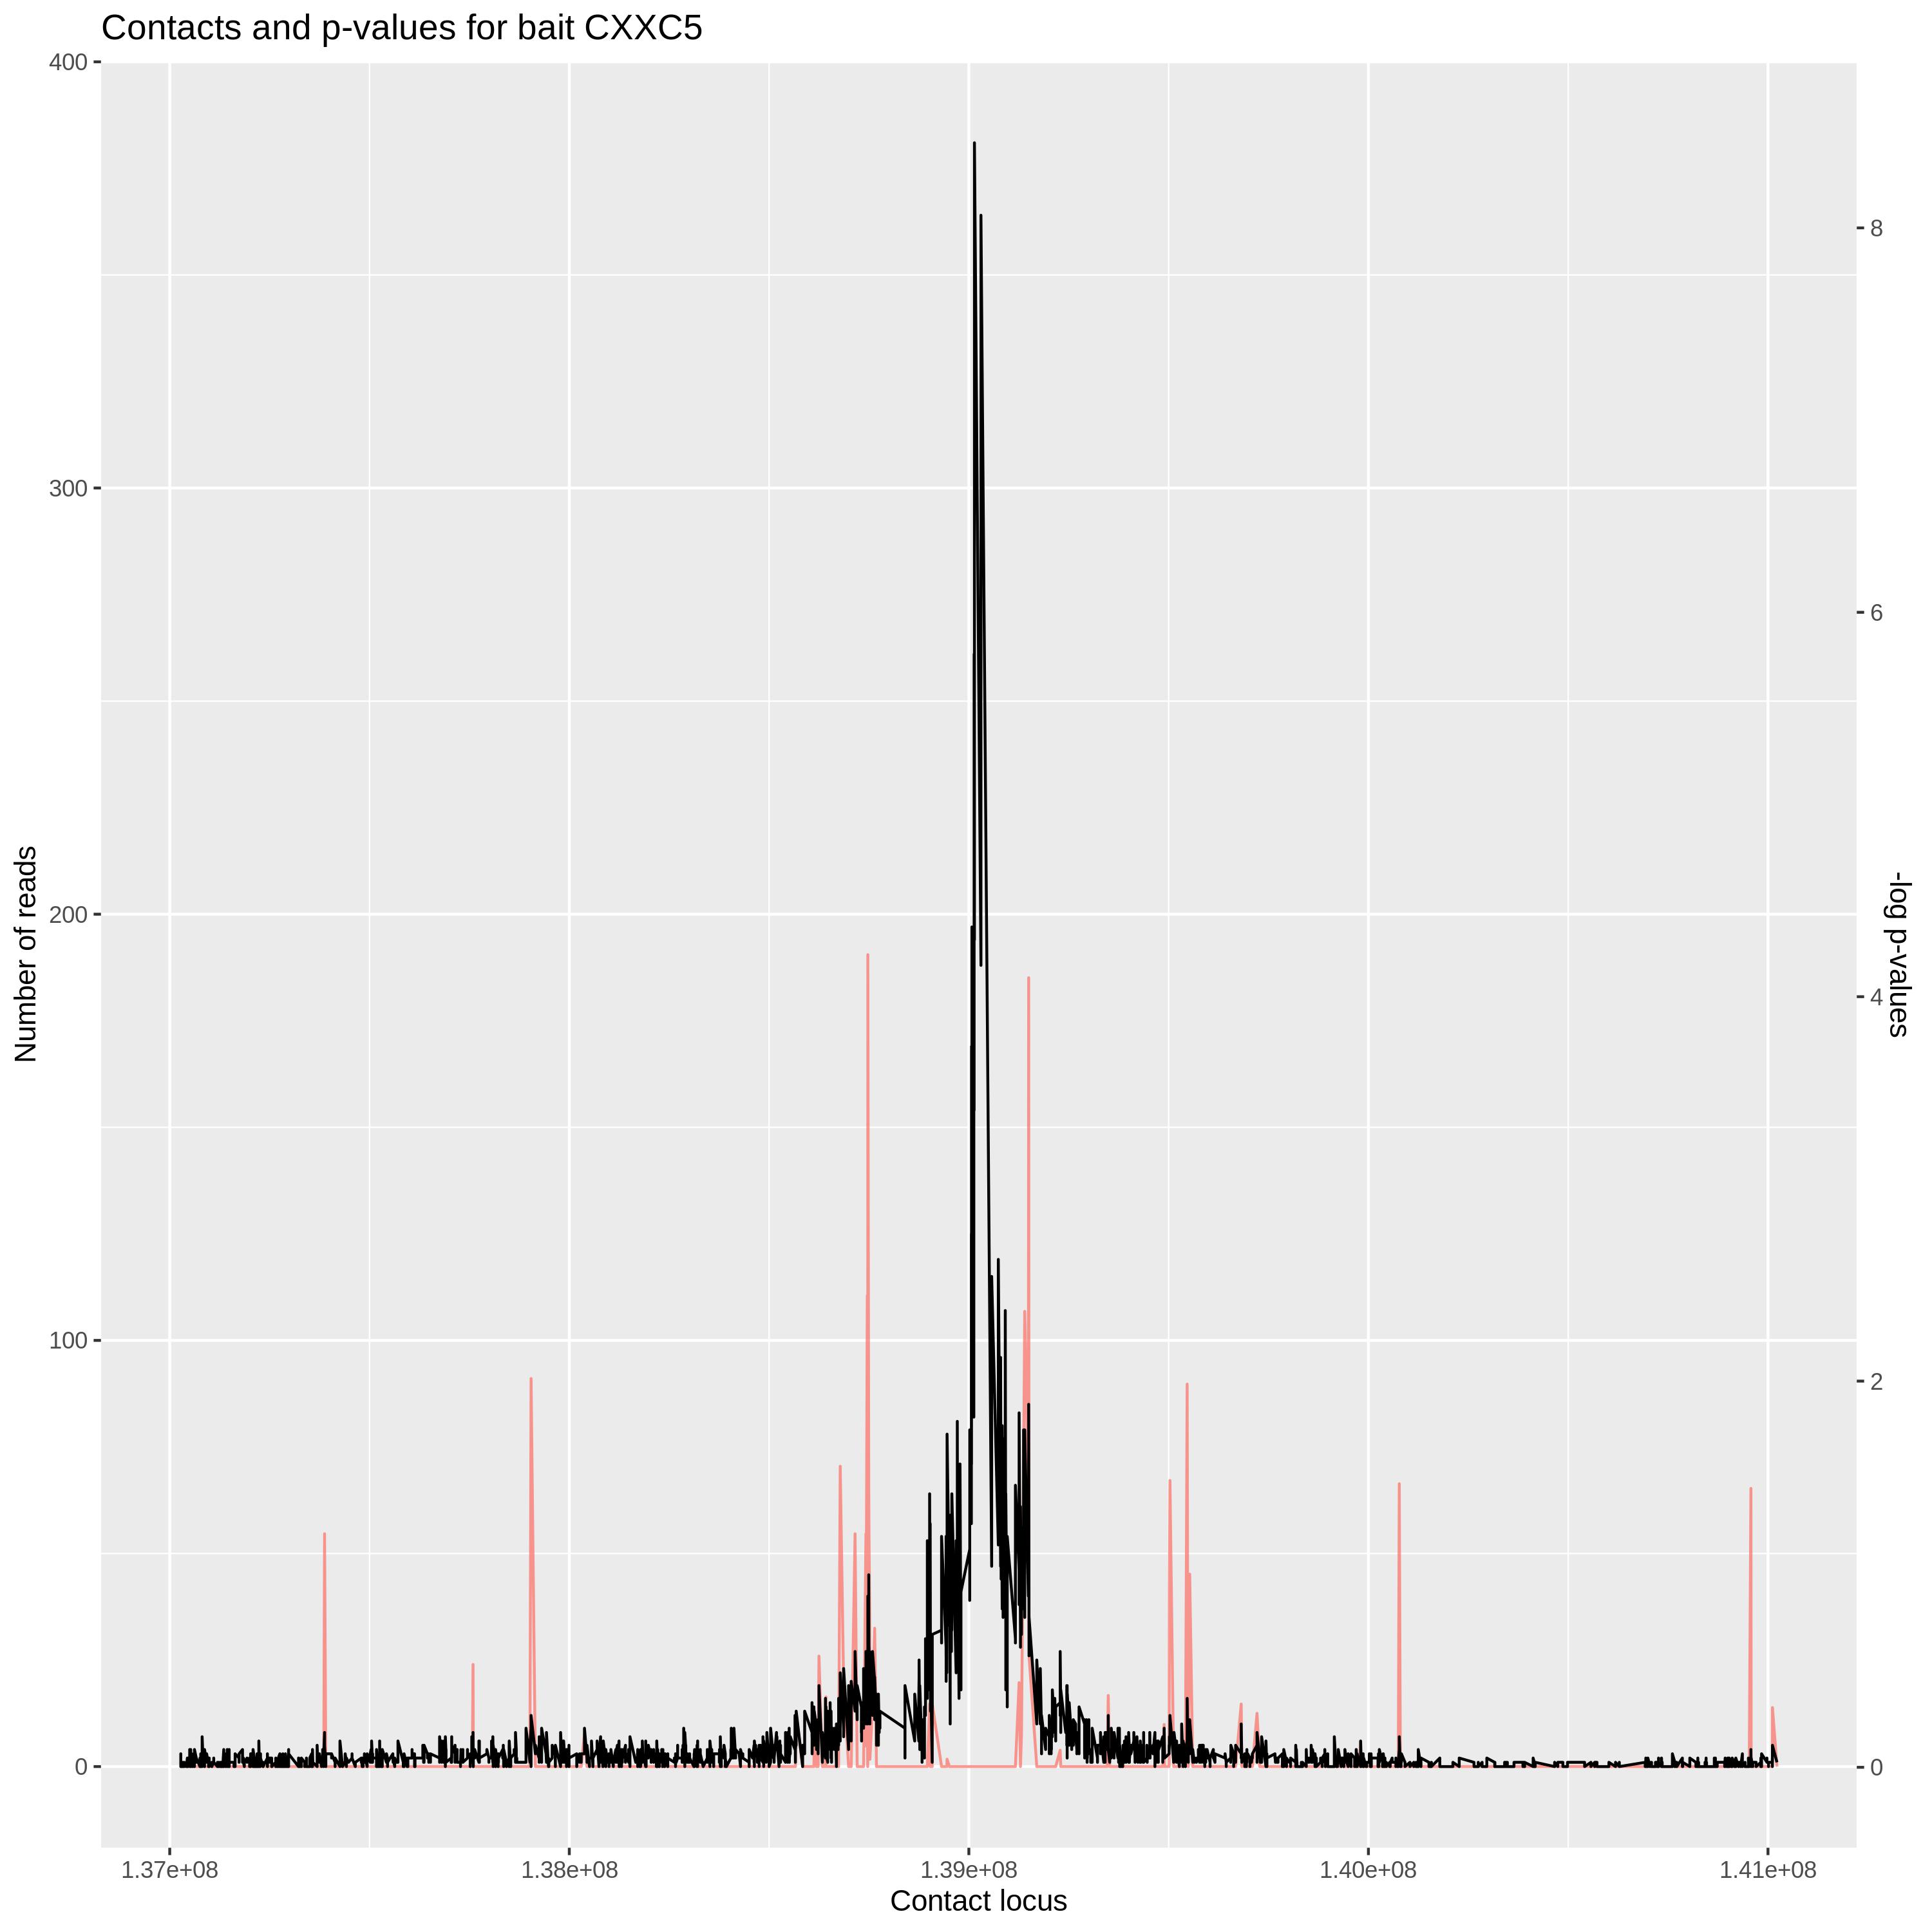 Contacts and p-values for bait CXXC5
400
300
200
100
0
Number of reads
8
6
4
2
0
-log p-values
1.37e+08 1.38e+08 1.39e+08 1.40e+08 1.41e+08
Contact locus